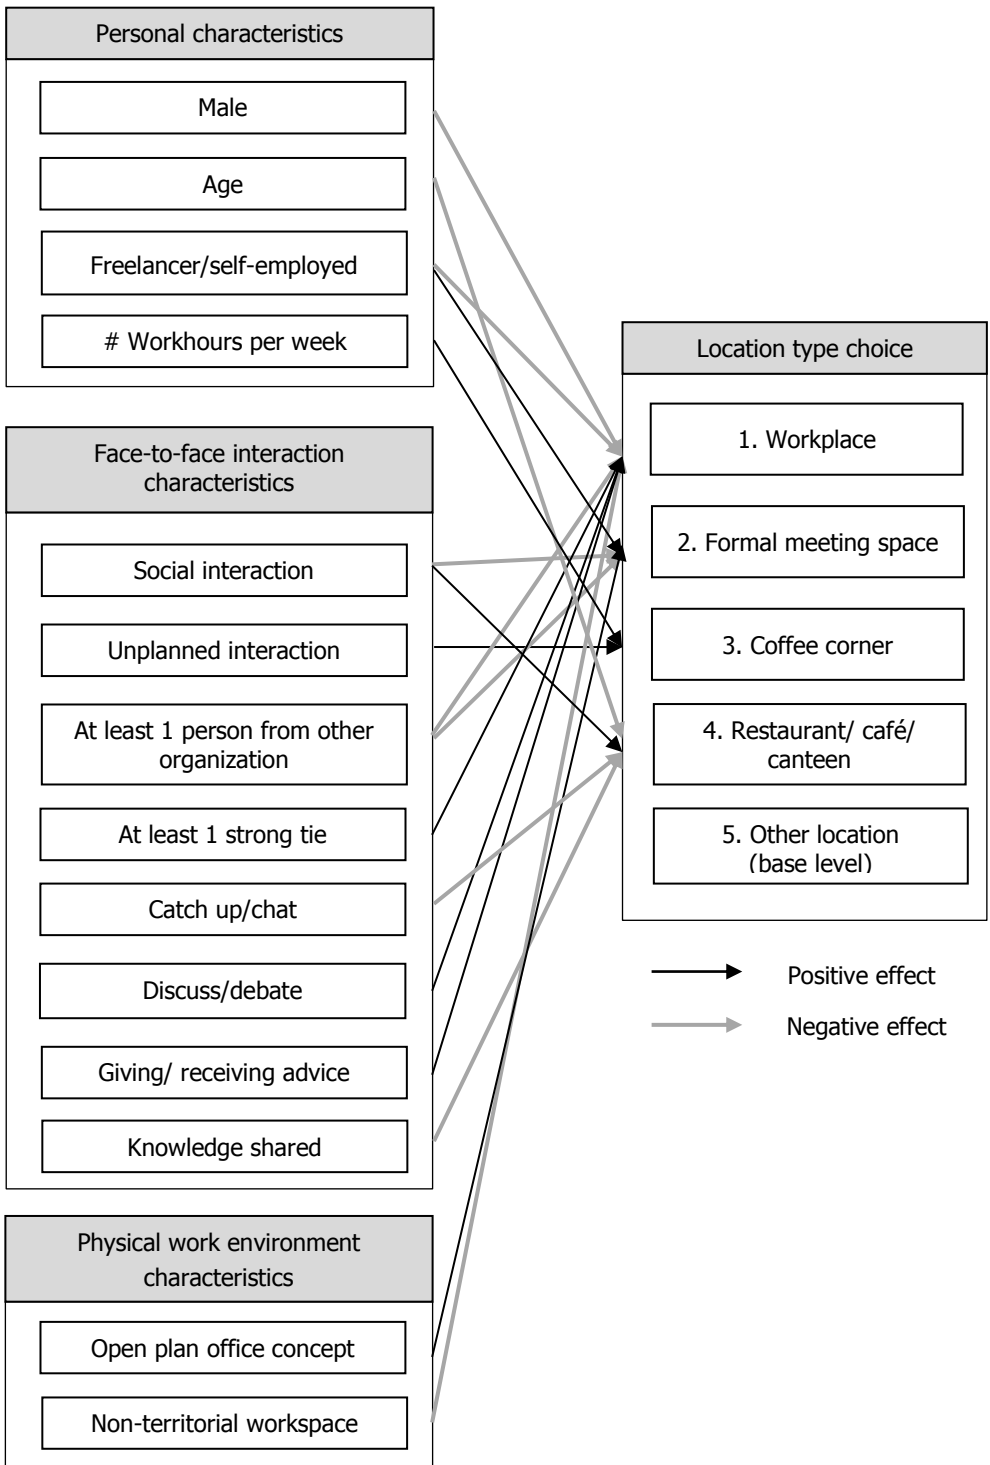 Personal characteristics
Male
Age
Freelancer/self-employed
# Workhours per week
Face-to-face interaction
characteristics
Social interaction
Unplanned interaction
At least 1 person from other
organization
At least 1 strong tie
Catch up/chat
Discuss/debate
Giving/ receiving advice
Knowledge shared
Physical work environment
characteristics
Open plan office concept
Non-territorial workspace
Location type choice
1. Workplace
2. Formal meeting space
3. Coffee corner
4. Restaurant/ café/
canteen
5. Other location
(base level)
Positive effect
Negative effect